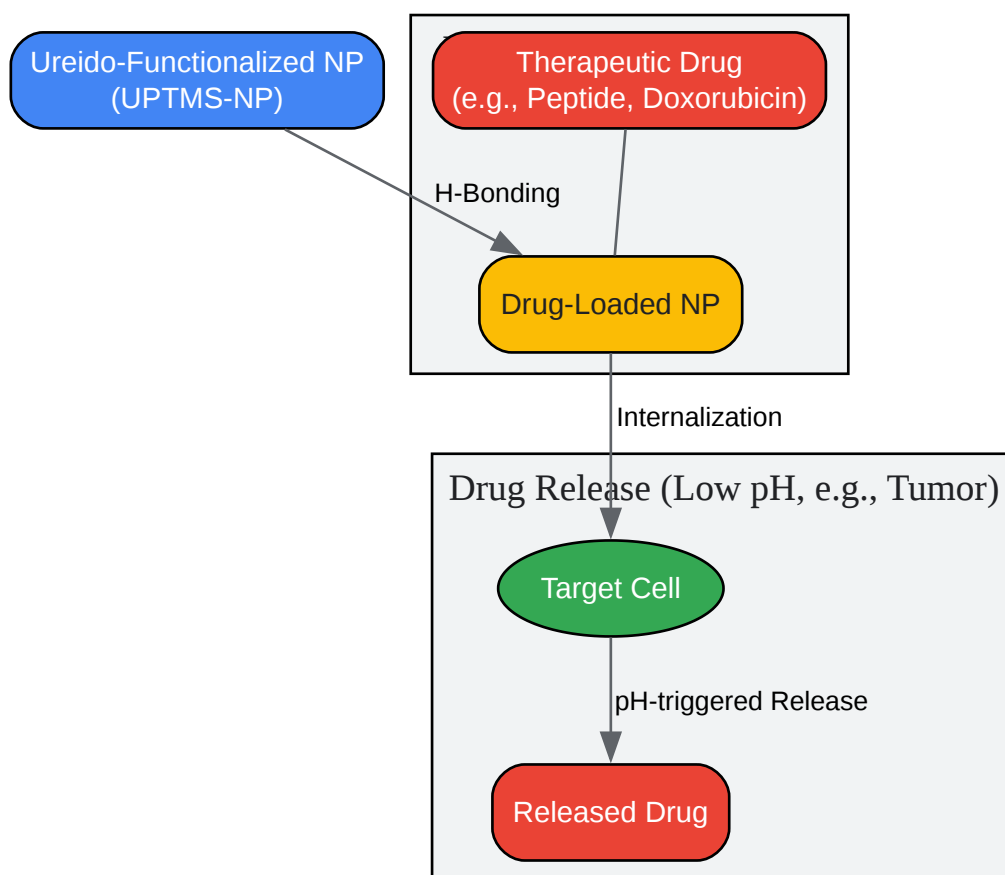 Ureido-Functionalized NP
(UPTMS-NP)
Therapeutic Drug
(e.g., Peptide, Doxorubicin)
H-Bonding
Drug-Loaded NP
Internalization
Drug Release (Low pH, e.g., Tumor)
Target Cell
pH-triggered Release
Released Drug